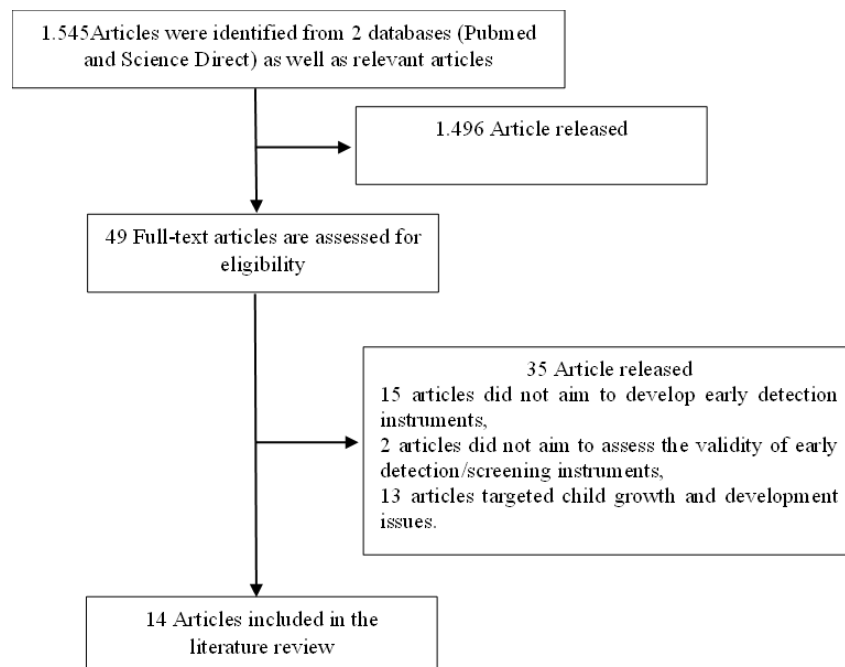 1.545Articles were identified from 2 databases (Pubmed
and Science Direct) as well as relevant articles
1.496 Article released
49 Full-text articles are assessed for
eligibility
35 Article released
15 articles did not aim to develop early detection
instruments,
2 articles did not aim to assess the validity of early
detection/screening instruments,
13 articles targeted child growth and development
issues.
14 Articles included in the
literature review